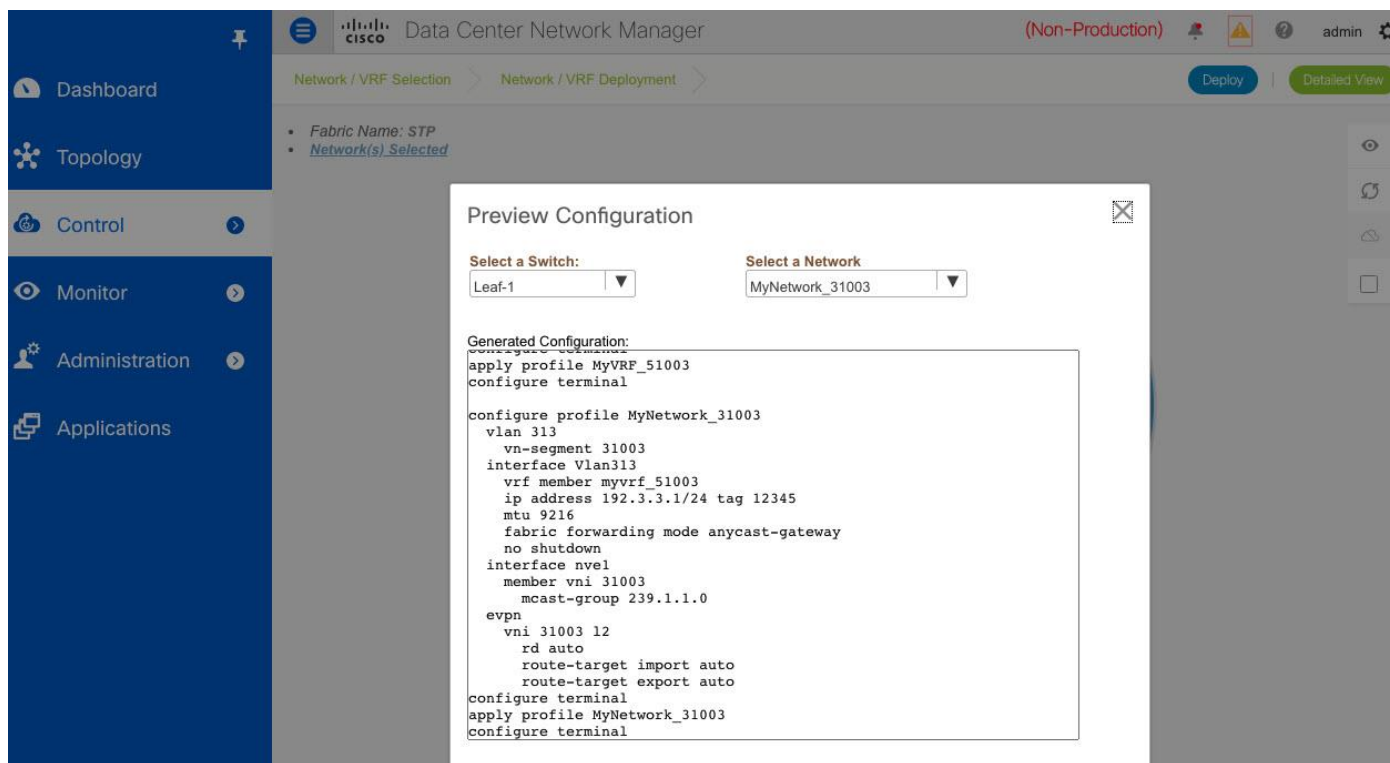 cisco Data Center Network Manager (Non-Production) admin
Network / VRF Selection Network / VRF Deployment Deploy Detailed View
Dashboard
Topology
Control
Monitor
Administration
Applications
Fabric Name: STP
Network(s) Selected
Preview Configuration
Select a Switch: Select a Network
Leaf-1 MyNetwork_31003
Generated Configuration:
configure terminal
apply profile MyVRF_51003
configure terminal
configure profile MyNetwork_31003
vlan 313
vn-segment 31003
interface Vlan313
vrf member myvrf_51003
ip address 192.3.3.1/24 tag 12345
mtu 9216
fabric forwarding mode anycast-gateway
no shutdown
interface nve1
member vni 31003
mcast-group 239.1.1.0
evpn
vni 31003 l2
rd auto
route-target import auto
route-target export auto
configure terminal
apply profile MyNetwork_31003
configure terminal